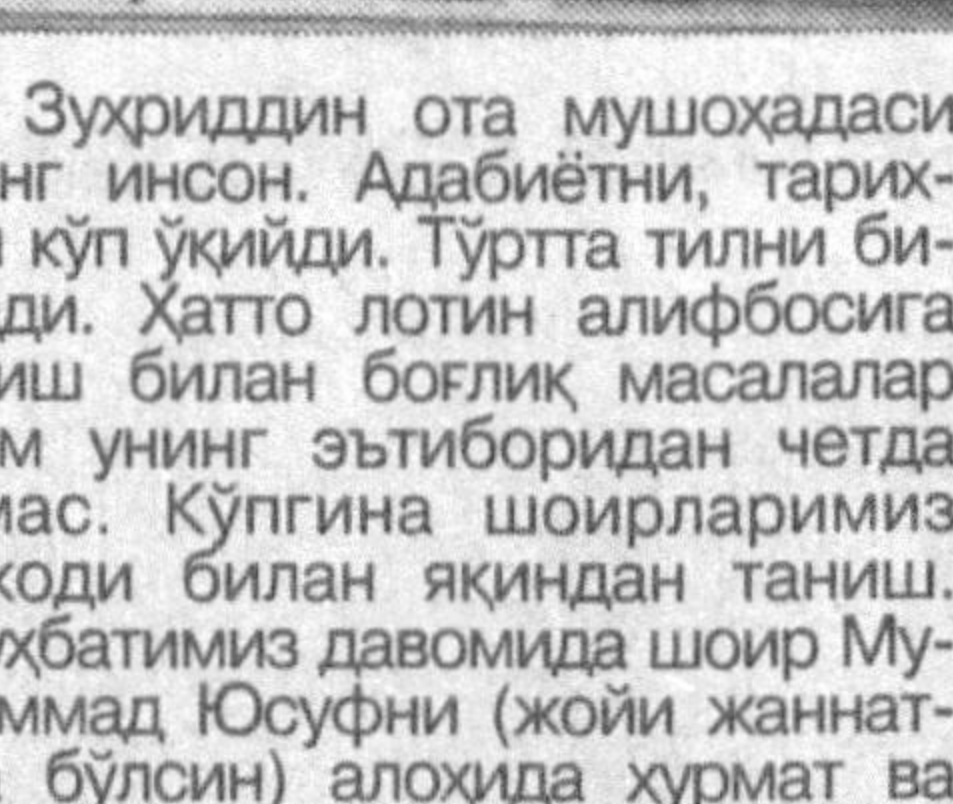 Зуҳриддин ота мушоҳадаси
нг инсон. Адабиётни, тарих-
кўп ўқийди. Тўртта тилни би-
ди. Ҳатто лотин алифбосига
иш билан боғлиқ масалалар
м унинг эътиборидан четда
мас. Кўпгина шоирларимиз
жоди билан яқиндан таниш.
уҳбатимиз давомида шоир Му-
ммад Юсуфни (жойи жаннат-
бўлсин) алоҳида ҳурмат ва